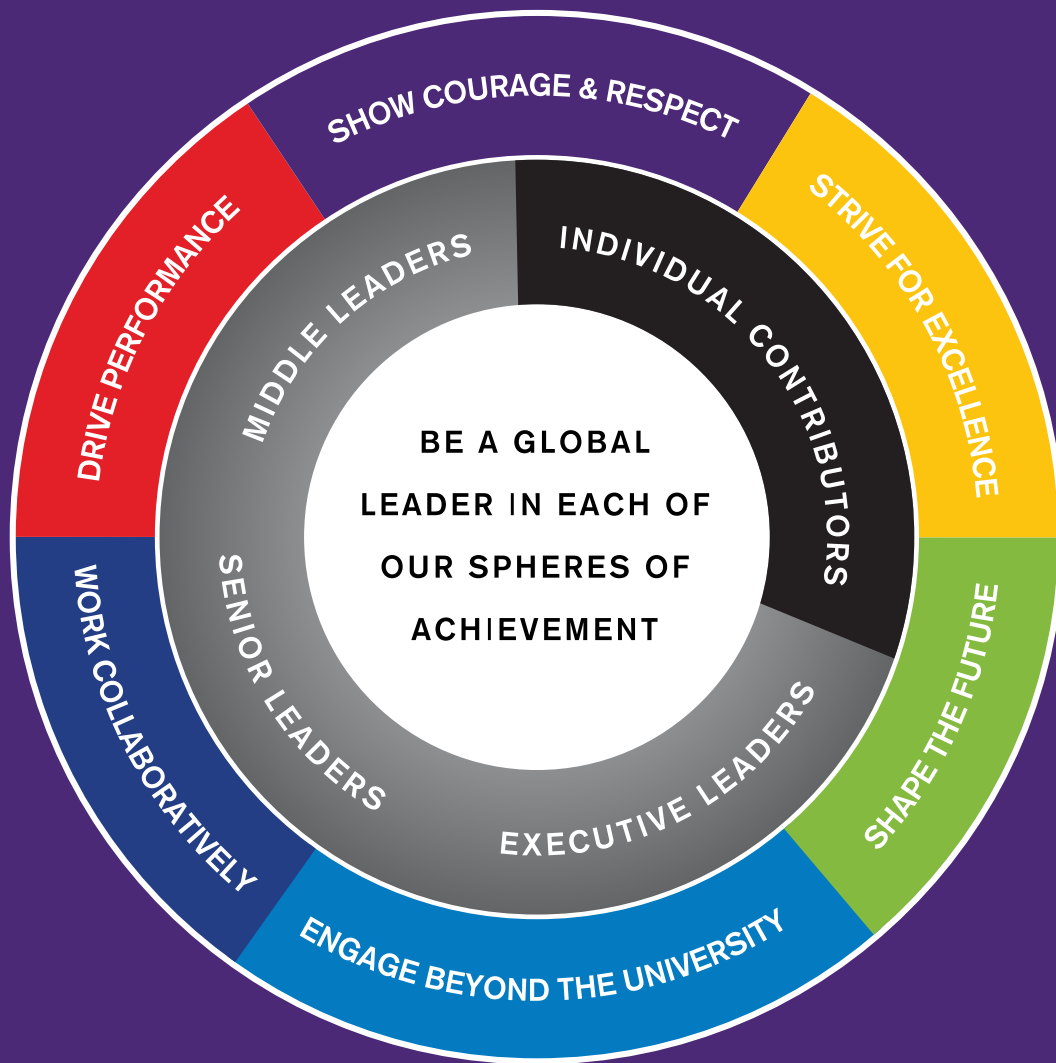 SHOW COURAGE & RESPECT
STRIVE FOR EXCELLENCE
SHAPE THE FUTURE
ENGAGE BEYOND THE UNIVERSITY
WORK COLLABORATIVELY
DRIVE PERFORMANCE
INDIVIDUAL CONTRIBUTORS
EXECUTIVE LEADERS
SENIOR LEADERS
MIDDLE LEADERS
BE A GLOBAL
LEADER IN EACH OF
OUR SPHERES OF
ACHIEVEMENT